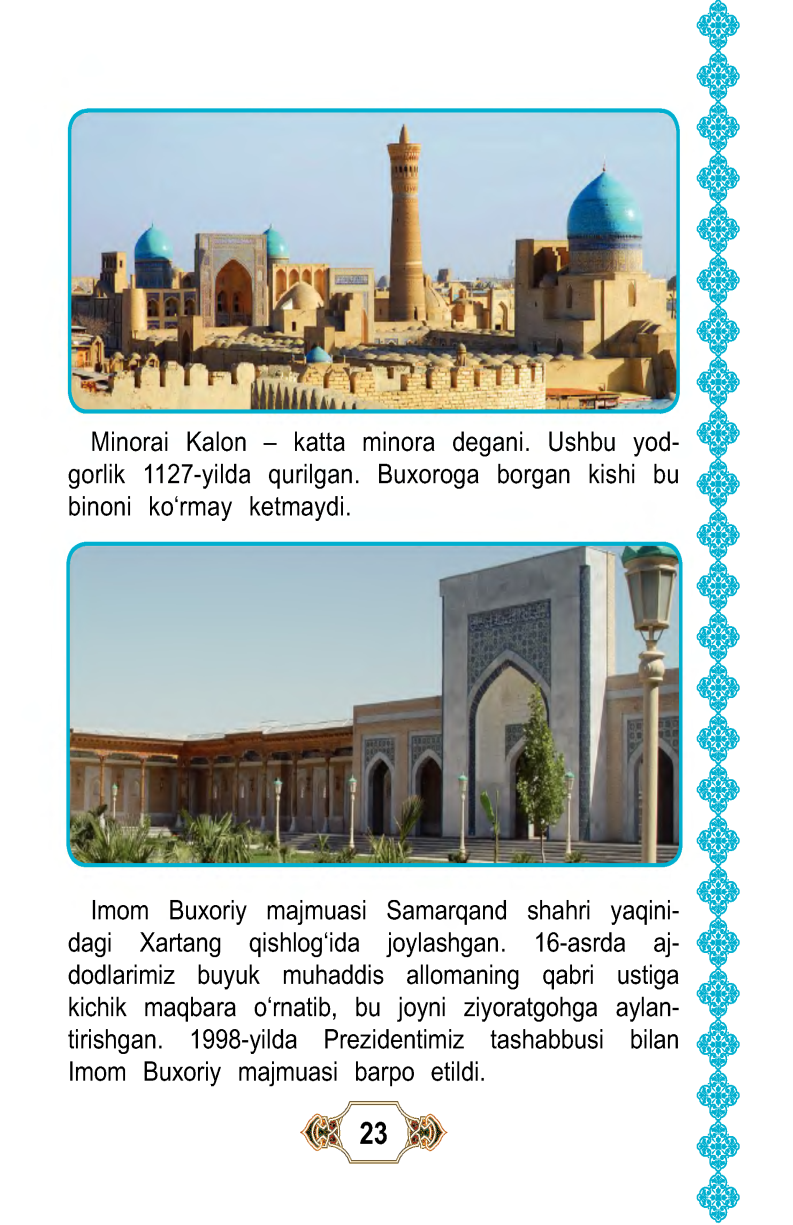 Minorai Kalon – katta minora degani. Ushbu yod-
gorlik 1127-yilda qurilgan. Buxoroga borgan kishi bu
binoni ko‘rmay ketmaydi.
Imom Buxoriy majmuasi Samarqand shahri yaqini-
dagi Xartang qishlog‘ida joylashgan. 16-asrda aj-
dodlarimiz buyuk muhaddis allomaning qabri ustiga
kichik maqbara o‘rnatib, bu joyni ziyoratgohga aylan-
tirishgan. 1998-yilda Prezidentimiz tashabbusi bilan
Imom Buxoriy majmuasi barpo etildi.
23